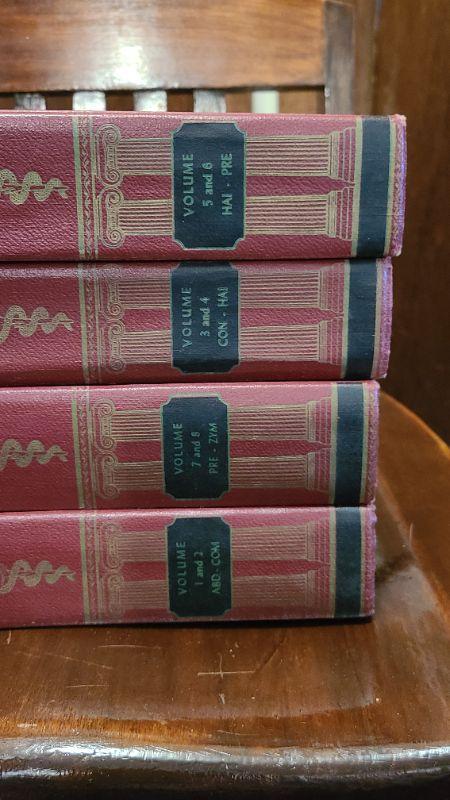 VOLUME
5 and 6
HAI - PRE
VOLUME
3 and 4
CON - HAI
VOLUME
7 and 8
PRE - ZYM
VOLUME
1 and 2
ABD - COM